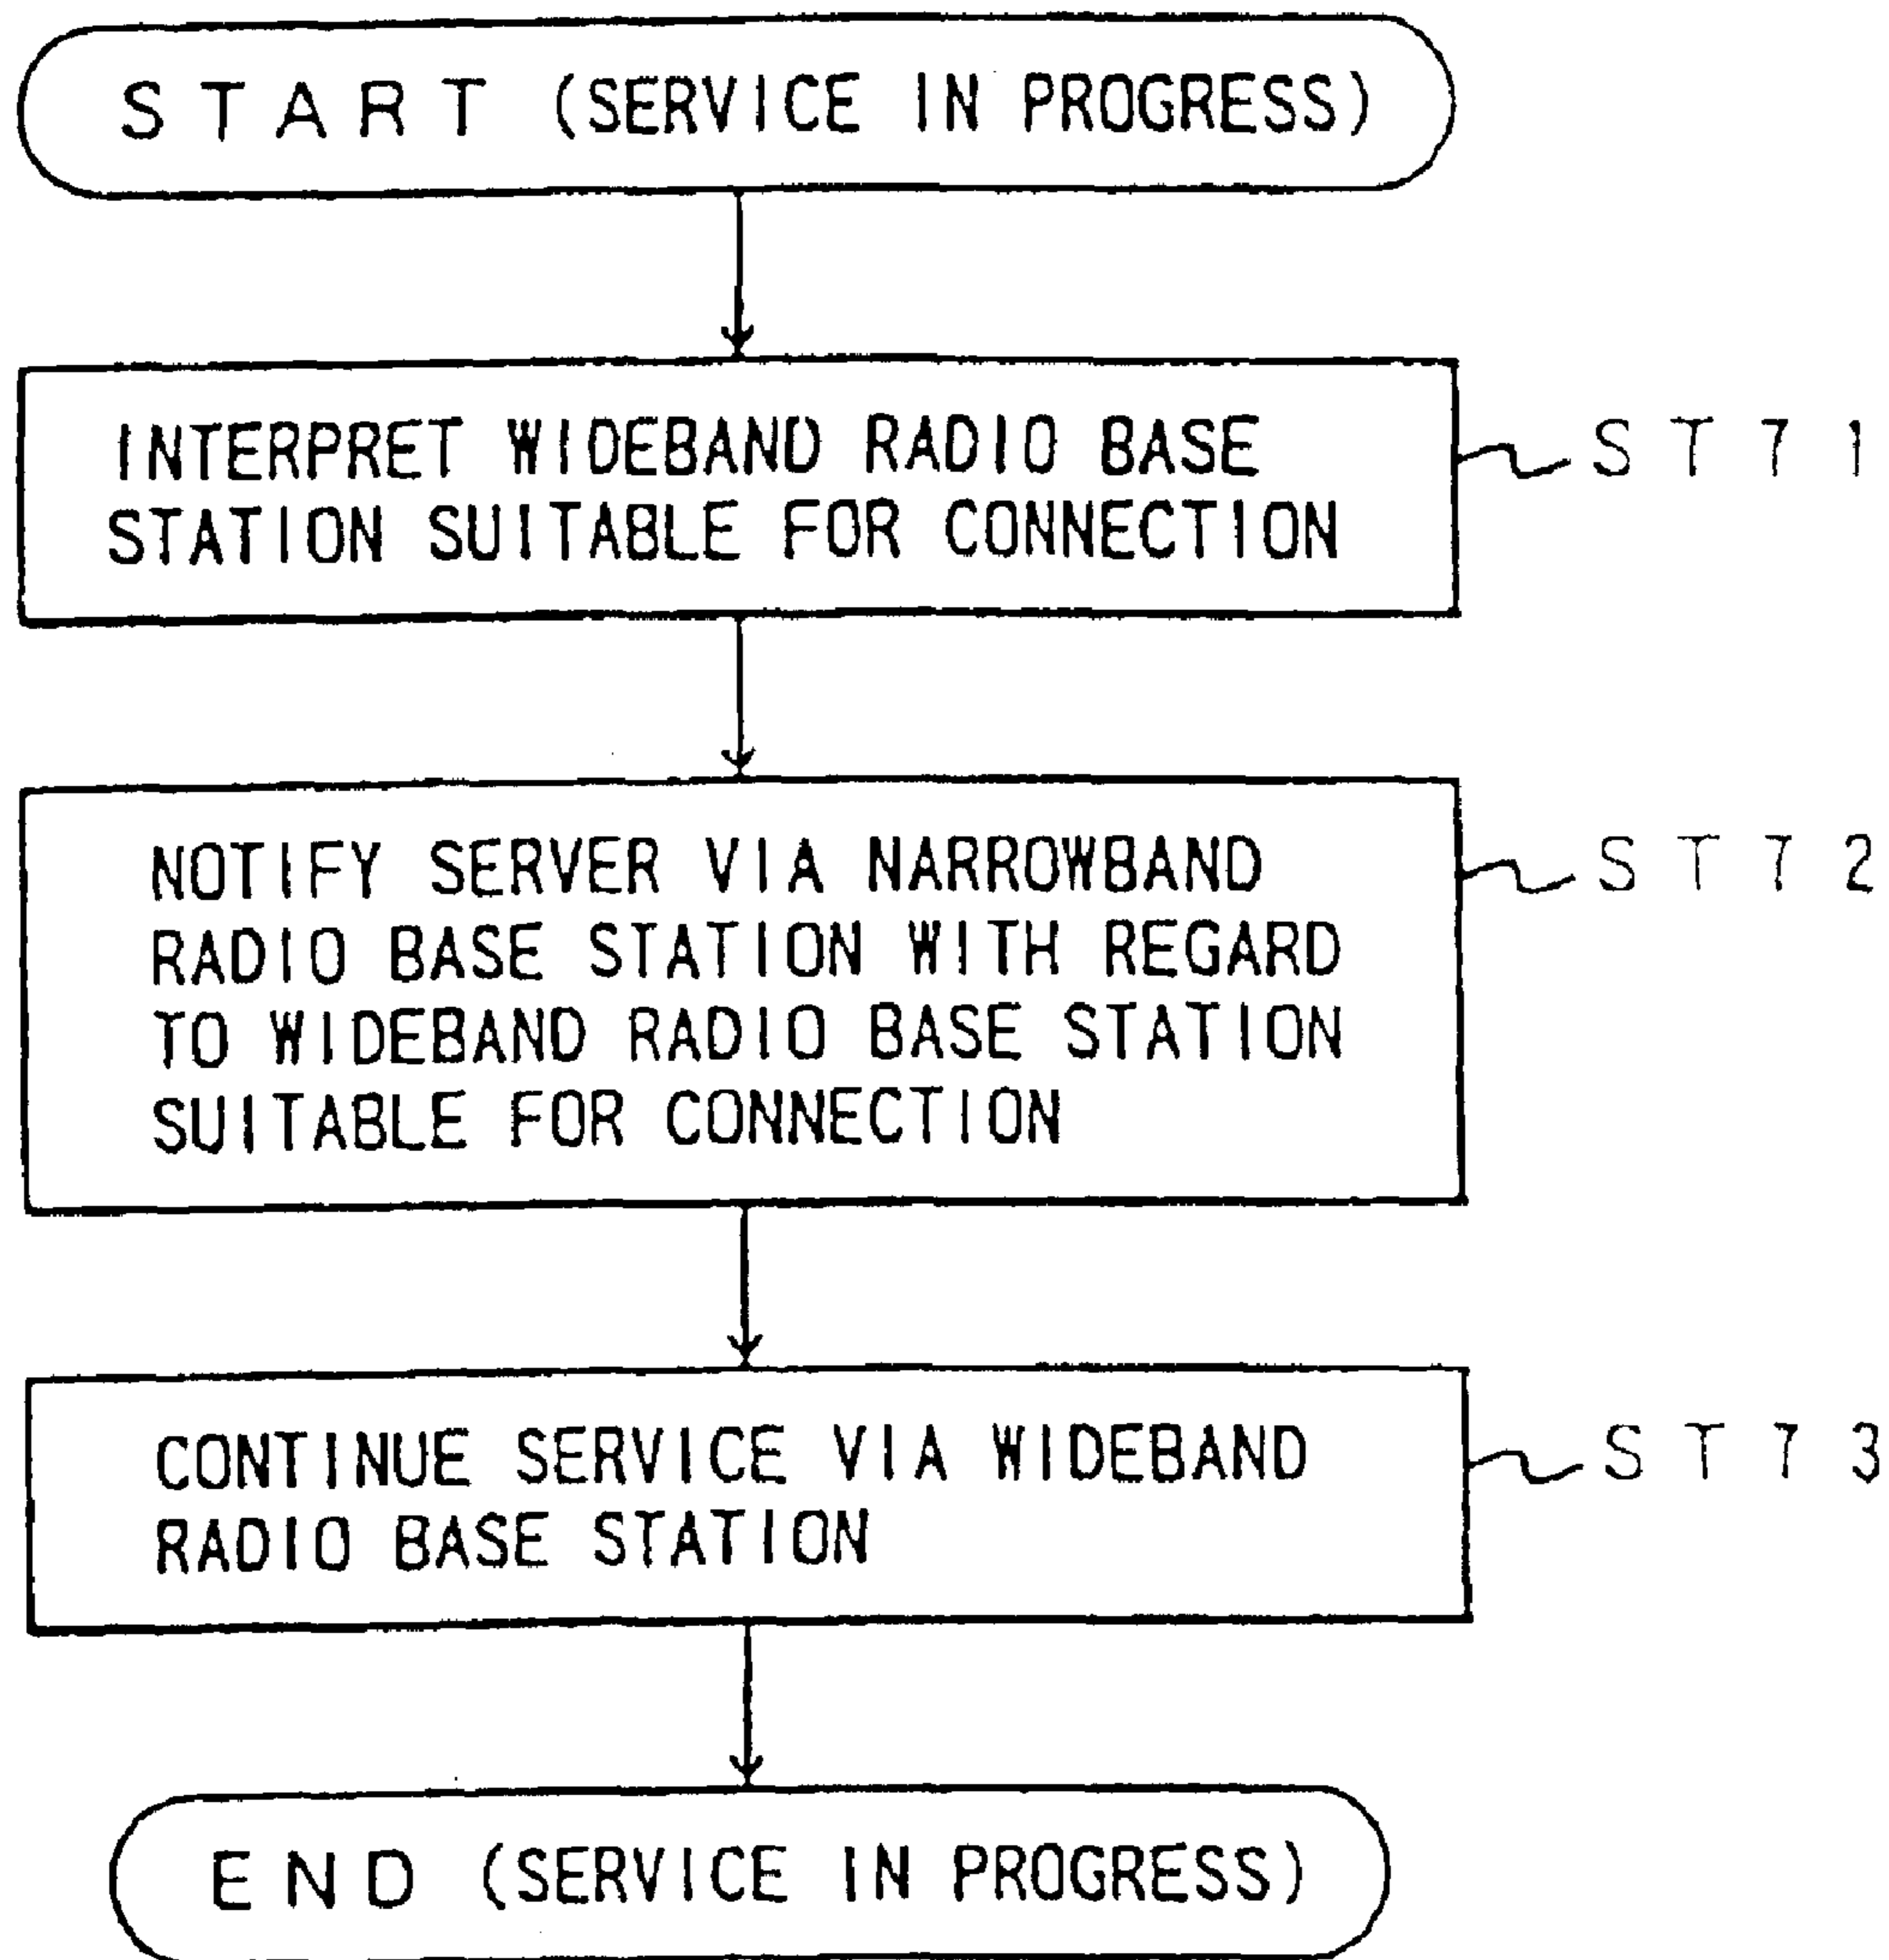 START (SERVICE IN PROGRESS)
INTERPRET WIDEBAND RADIO BASE
STATION SUITABLE FOR CONNECTION
ST71
NOTIFY SERVER VIA NARROWBAND
RADIO BASE STATION WITH REGARD
TO WIDEBAND RADIO BASE STATION
SUITABLE FOR CONNECTION
ST72
CONTINUE SERVICE VIA WIDEBAND
RADIO BASE STATION
ST73
END (SERVICE IN PROGRESS)